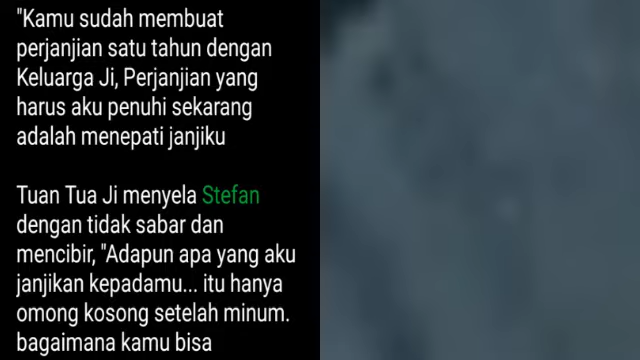 "Kamu sudah membuat
perjanjian satu tahun dengan
Keluarga Ji, Perjanjian yang
harus aku penuhi sekarang
adalah menepati janjiku
Tuan Tua Ji menyela Stefan
dengan tidak sabar dan
mencibir, "Adapun apa yang aku
janjikan kepadamu... itu hanya
omong kosong setelah minum.
bagaimana kamu bisa